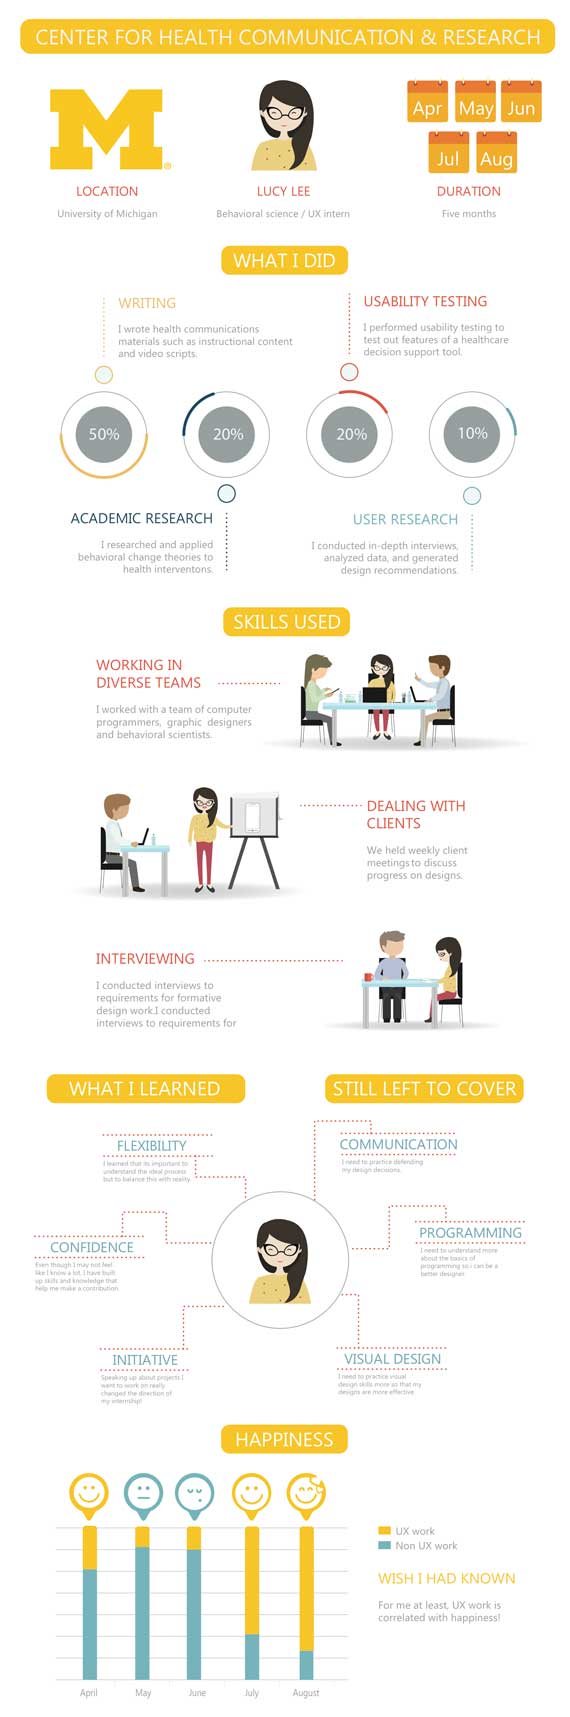 CENTER FOR HEALTH COMMUNICATION & RESEARCH
M®
Apr May Jun
Jul Aug
LOCATION
University of Michigan
LUCY LEE
Behavioral science / UX intern
DURATION
Five months
WHAT I DID
WRITING
I wrote health communications
materials such as instructional content
and video scripts.
USABILITY TESTING
I performed usability testing to
test out features of a healthcare
decision support tool.
50%
20%
20%
10%
ACADEMIC RESEARCH
I researched and applied
behavioral change theories to
health interventons.
USER RESEARCH
I conducted in-depth interviews,
analyzed data, and generated
design recommendations.
SKILLS USED
WORKING IN
DIVERSE TEAMS
I worked with a team of computer
programmers, graphic designers
and behavioral scientists.
DEALING WITH
CLIENTS
We held weekly client
meetings to discuss
progress on designs.
INTERVIEWING
I conducted interviews to
requirements for formative
design work.I conducted
interviews to requirements for
WHAT I LEARNED
FLEXIBILITY
I learned that its important to
understand the ideal process
but to balance this with reality.
CONFIDENCE
Even though I may not feel
like I know a lot, I have built
up skills and knowledge that
help me make a contribution
INITIATIVE
Speaking up about projects I
want to work on really
changed the direction of
my internship!
STILL LEFT TO COVER
COMMUNICATION
I need to practice defending
my design decisions.
PROGRAMMING
I need to understand more
about the basics of
programming so i can be a
better designer
VISUAL DESIGN
I need to practice visual
design skills more so that my
designs are more effective
HAPPINESS
UX work
Non UX work
WISH I HAD KNOWN
For me at least, UX work is
correlated with happiness!
April May June July August